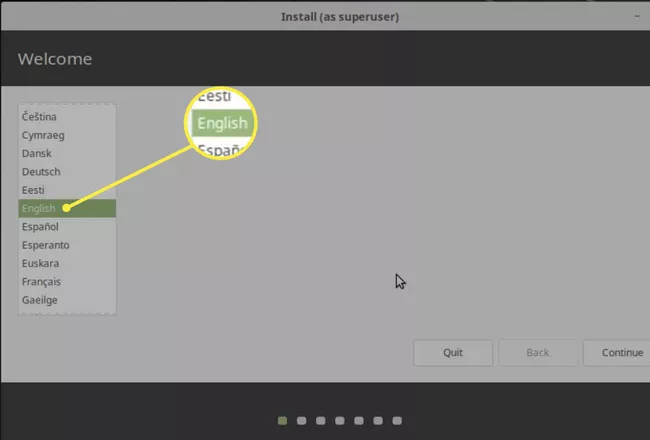 Install (as superuser)
Welcome
Čeština
Cymraeg
Dansk
Deutsch
Eesti
English
Español
Esperanto
Euskara
Français
Gaeilge
Eesti
English
Españ
Quit
Back
Continue